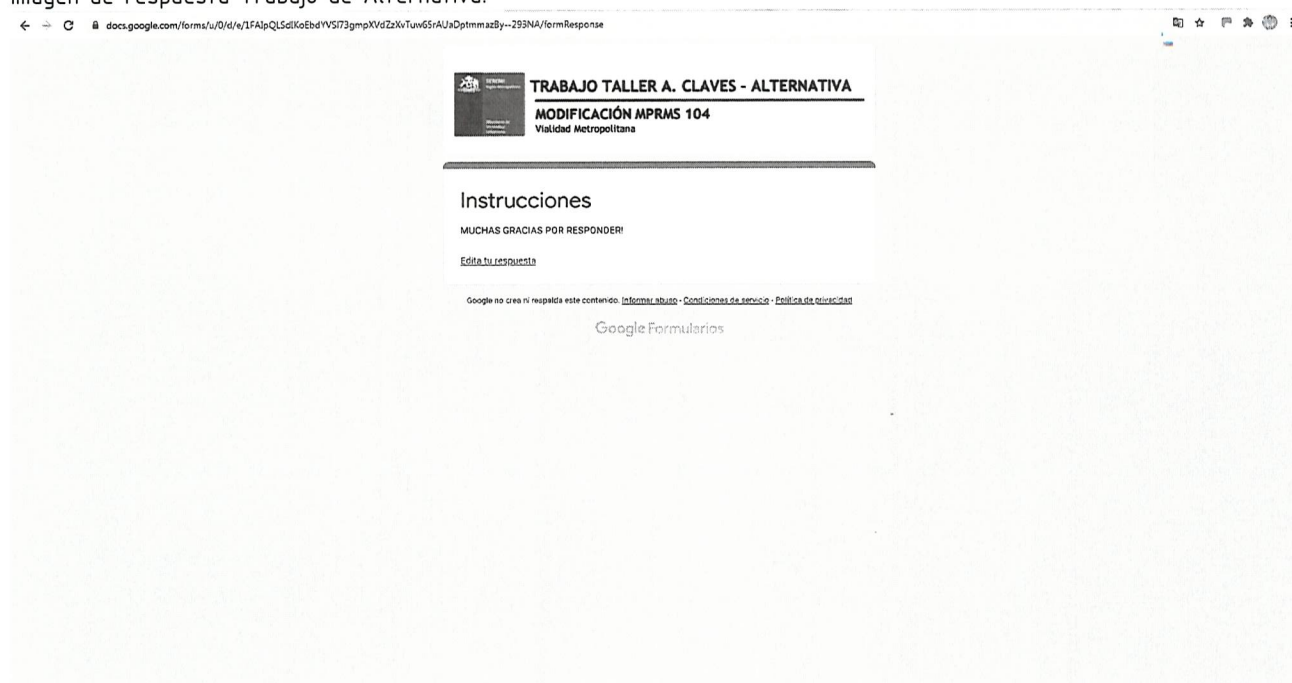 Imagen de respuesta Trabajo de Alternativa.
docs.google.com/forms/u/0/d/e/1FAIpQLSdlKoEbdYVSl73gmpXVdZzXvTuwG5rAUaDptmmazBy--293NA/formResponse
TRABAJO TALLER A. CLAVES - ALTERNATIVA
MODIFICACIÓN MPRMS 104
Vialidad Metropolitana
Instrucciones
MUCHAS GRACIAS POR RESPONDER!
Edita tu respuesta
Google no crea ni respalda este contenido. Informar abuso - Condiciones de servicio - Política de privacidad
Google Formularios